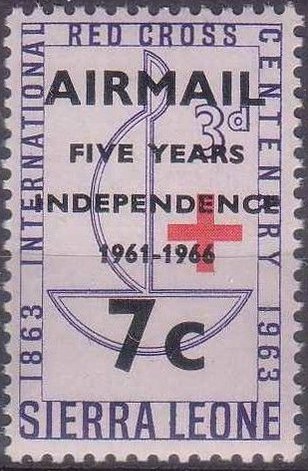 1863 INTERNATIONAL
RED CROSS
CENTENARY 1963
AIRMAIL
3d
FIVE YEARS
INDEPENDENCE
1961-1966
7c
SIERRA LEONE